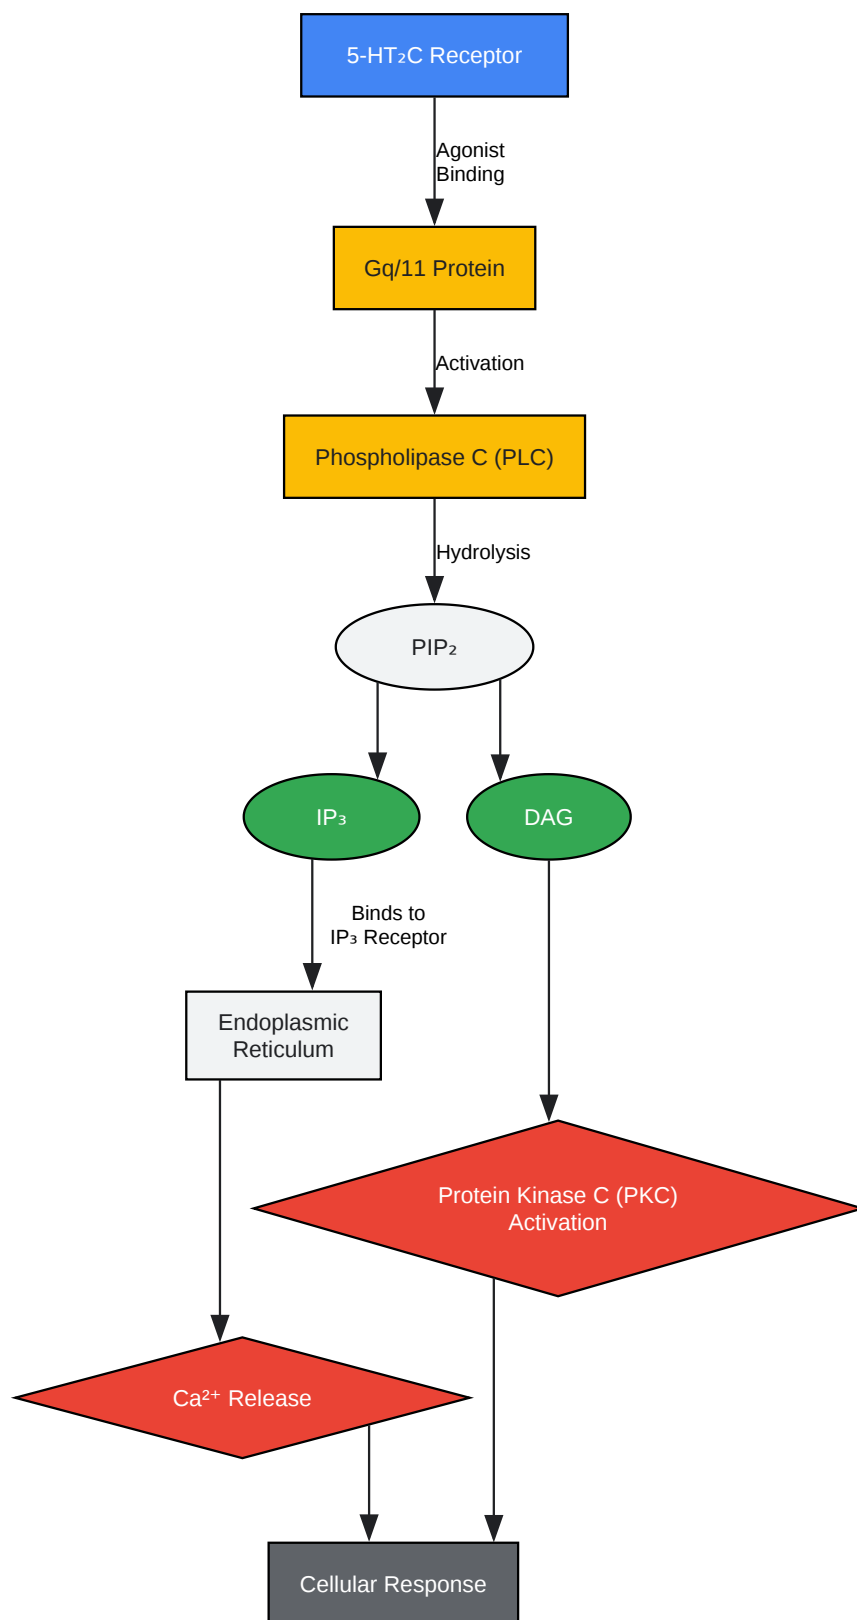 5-HT₂C Receptor
Agonist
Binding
Gq/11 Protein
Activation
Phospholipase C (PLC)
Hydrolysis
PIP₂
IP₃
DAG
Binds to
IP₃ Receptor
Endoplasmic
Reticulum
Protein Kinase C (PKC)
Activation
Ca²⁺ Release
Cellular Response